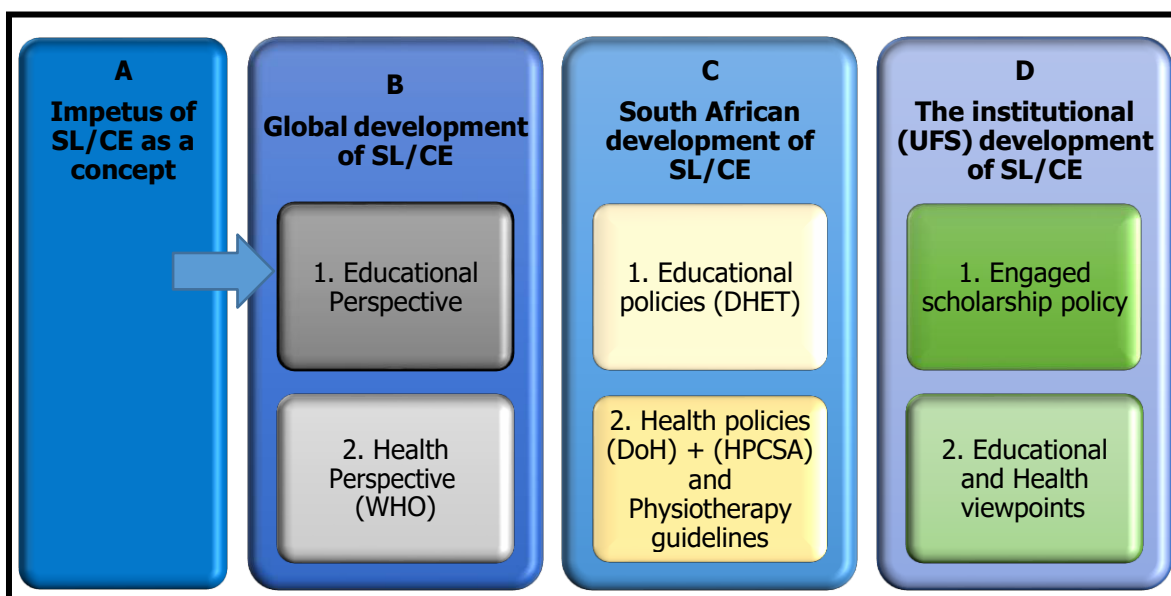 A
Impetus of
SL/CE as a
concept
B
Global development
of SL/CE
1. Educational
Perspective
2. Health
Perspective
(WHO)
C
South African
development of
SL/CE
1. Educational
policies (DHET)
2. Health policies
(DoH) + (HPCSA)
and
Physiotherapy
guidelines
D
The institutional
(UFS) development
of SL/CE
1. Engaged
scholarship policy
2. Educational
and Health
viewpoints